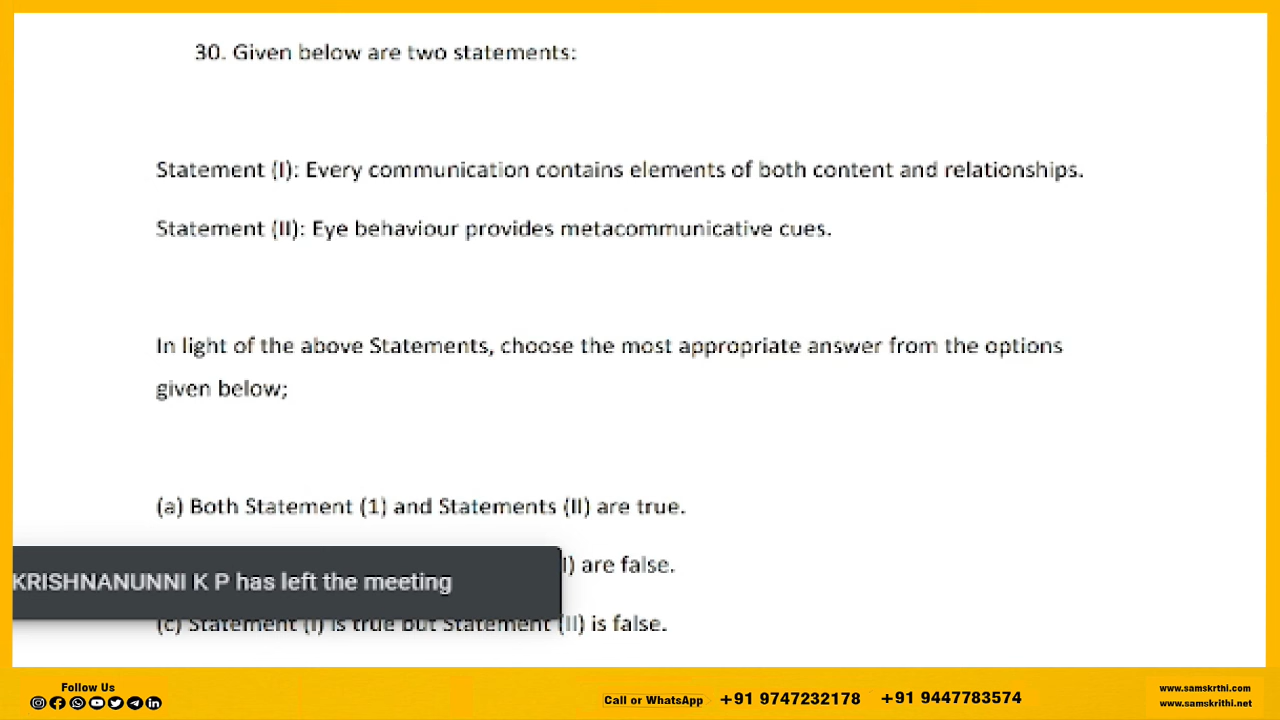 30. Given below are two statements:
Statement (I): Every communication contains elements of both content and relationships.
Statement (II): Eye behaviour provides metacommunicative cues.
In light of the above Statements, choose the most appropriate answer from the options
given below;
(a) Both Statement (1) and Statements (II) are true.
I) are false.
KRISHNANUNNI K P has left the meeting
(c) Statement (I) is true but Statement (II) is false.
Follow Us
Call or WhatsApp +91 9747232178 +91 9447783574
www.samskrthi.com
www.samskrithi.net